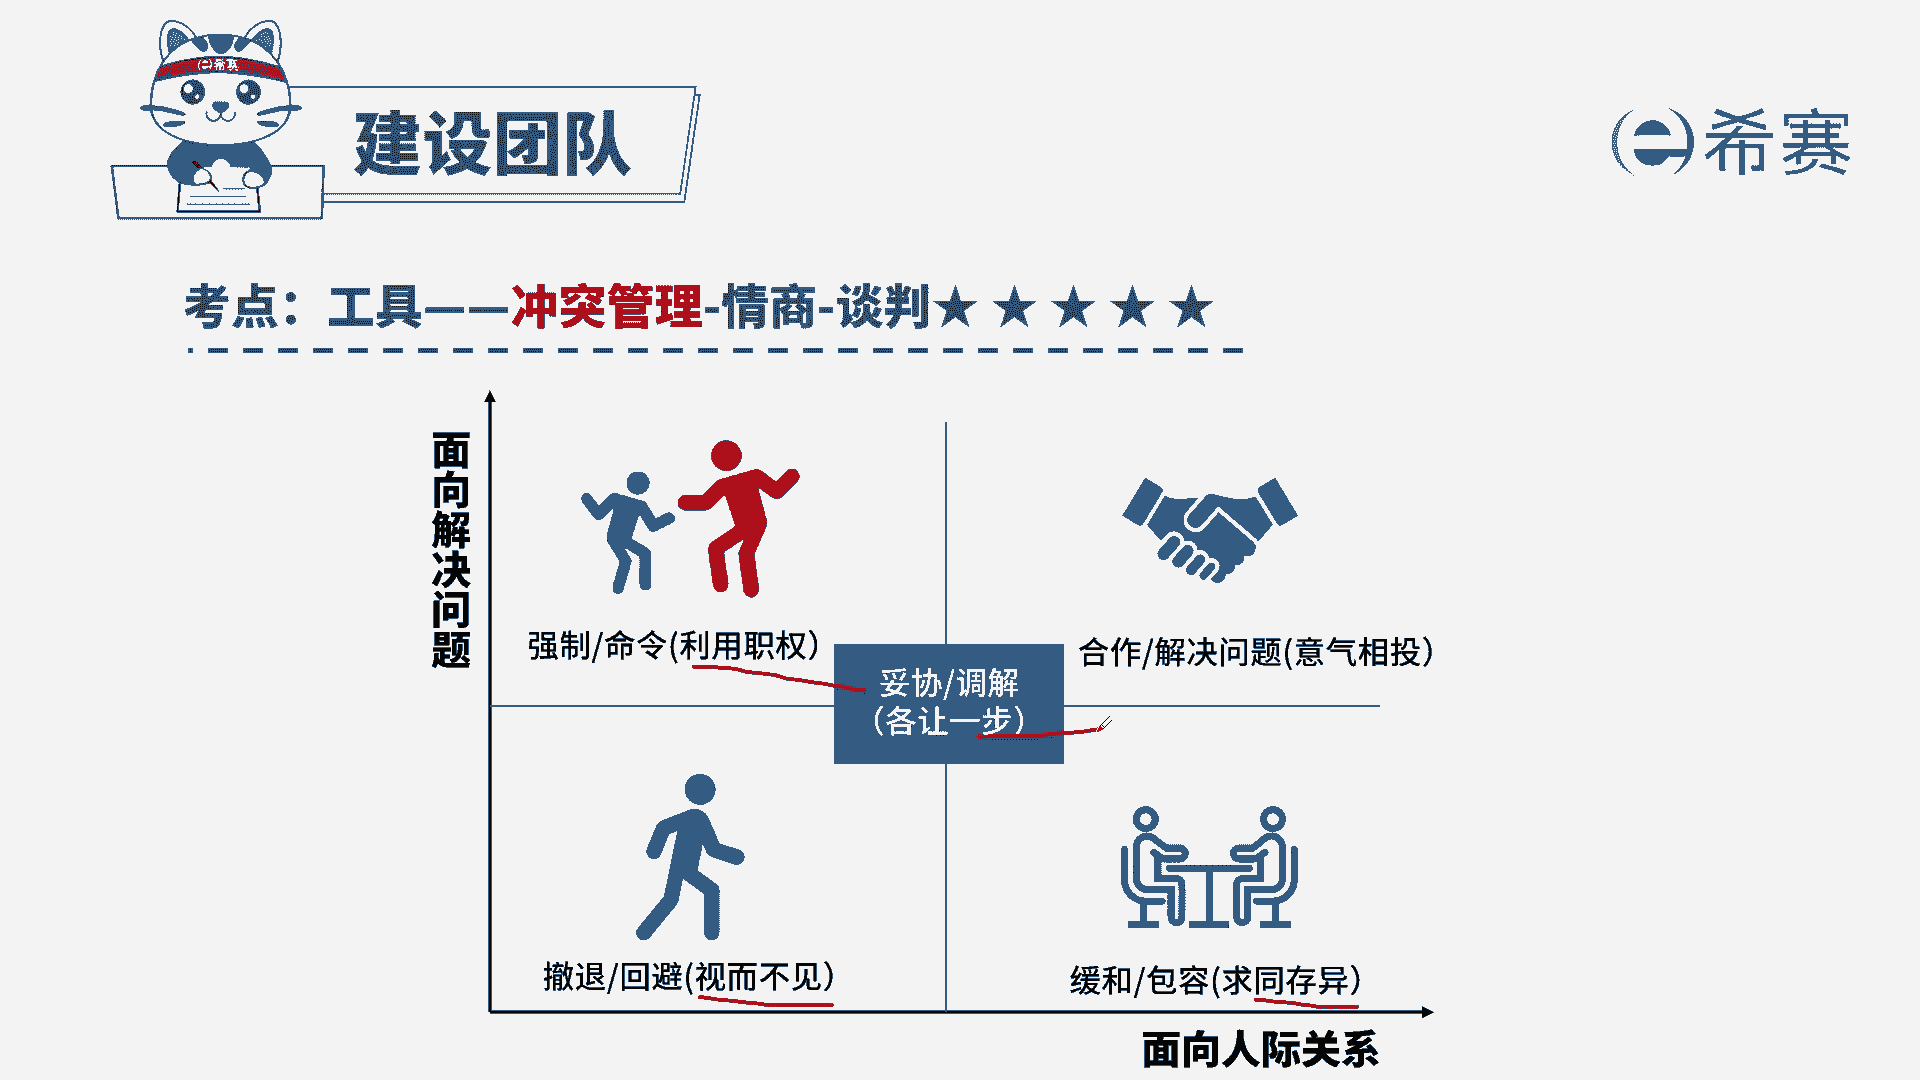 希赛
建设团队
希赛
考点：工具——冲突管理-情商-谈判★★★★★
面向解决问题
强制/命令(利用职权）
合作/解决问题(意气相投）
妥协/调解
（各让一步）
撤退/回避(视而不见）
缓和/包容(求同存异）
面向人际关系